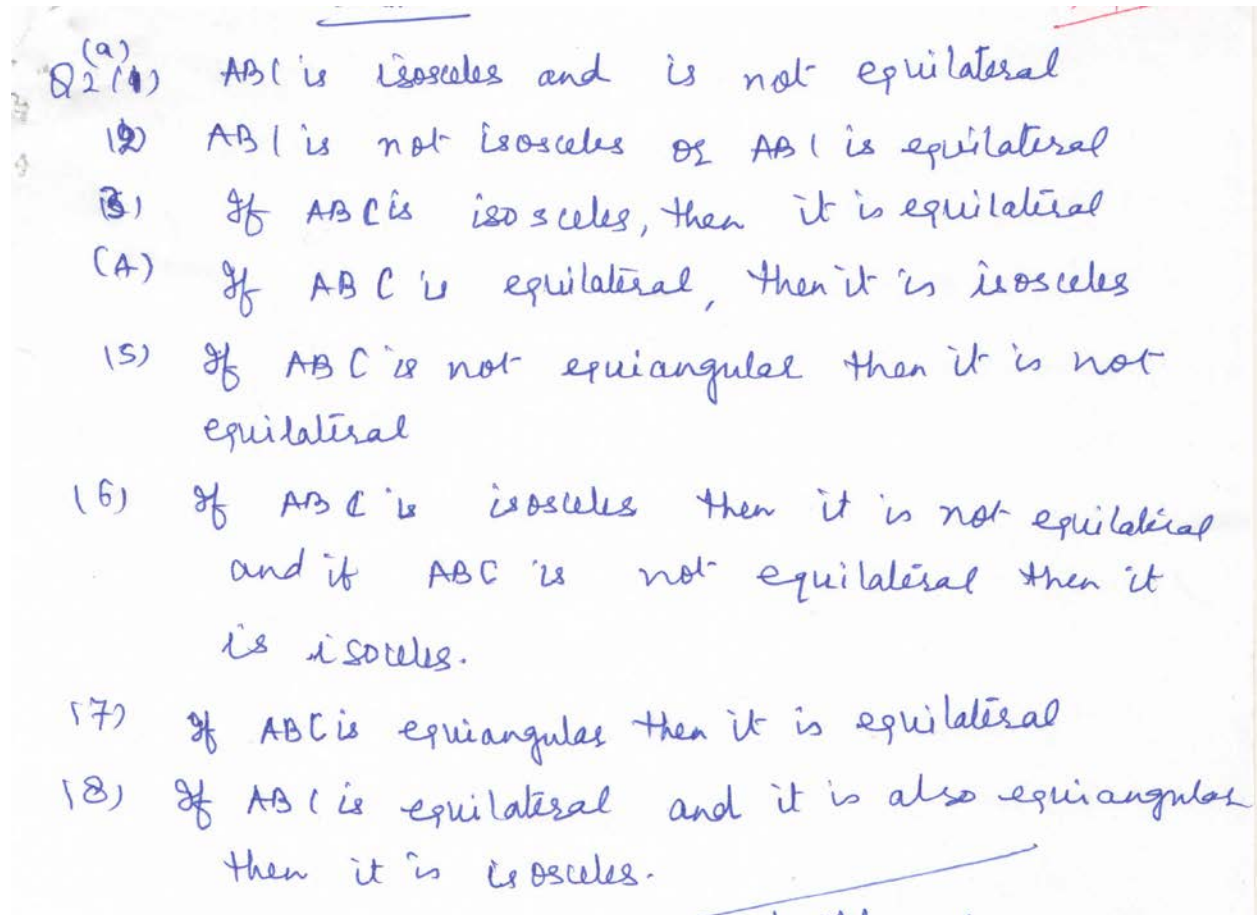 (a)
Q2(1) ABC is isosceles and is not equilateral
(2) ABC is not isosceles or ABC is equilateral
(3) If ABC is isosceles, then it is equilateral
(4) If ABC is equilateral, then it is isosceles
(5) If ABC is not equiangular then it is not
equilateral
(6) If ABC is isosceles then it is not equilateral
and if ABC is not equilateral then it
is isoceles.
(7) If ABC is equiangular then it is equilateral
(8) If ABC is equilateral and it is also equiangular
then it is isosceles.